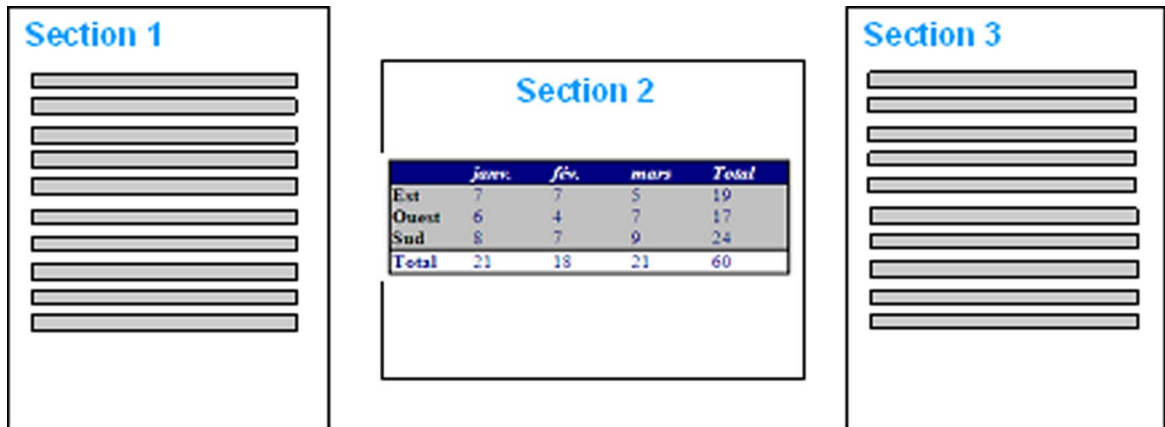 Section 1
Section 2
janv. fév. mars Total
Est 7 7 5 19
Ouest 6 4 7 17
Sud 8 7 9 24
Total 21 18 21 60
Section 3